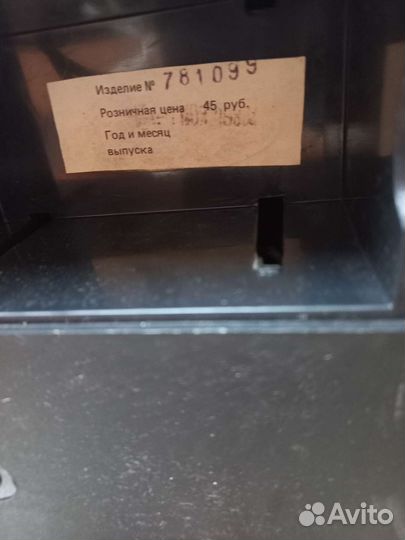 Изделие № 781099
Розничная цена 45 руб.
Год и месяц
выпуска
Avito